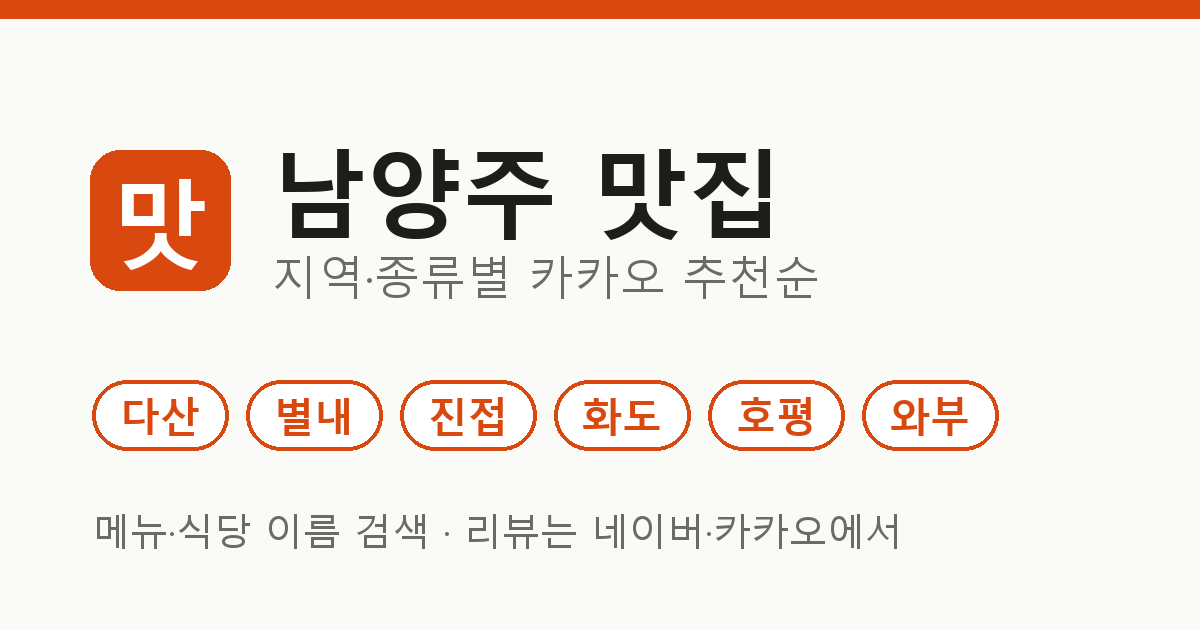 맛
남양주 맛집
지역·종류별 카카오 추천순
다산 별내 진접 화도 호평 와부
메뉴·식당 이름 검색 · 리뷰는 네이버·카카오에서